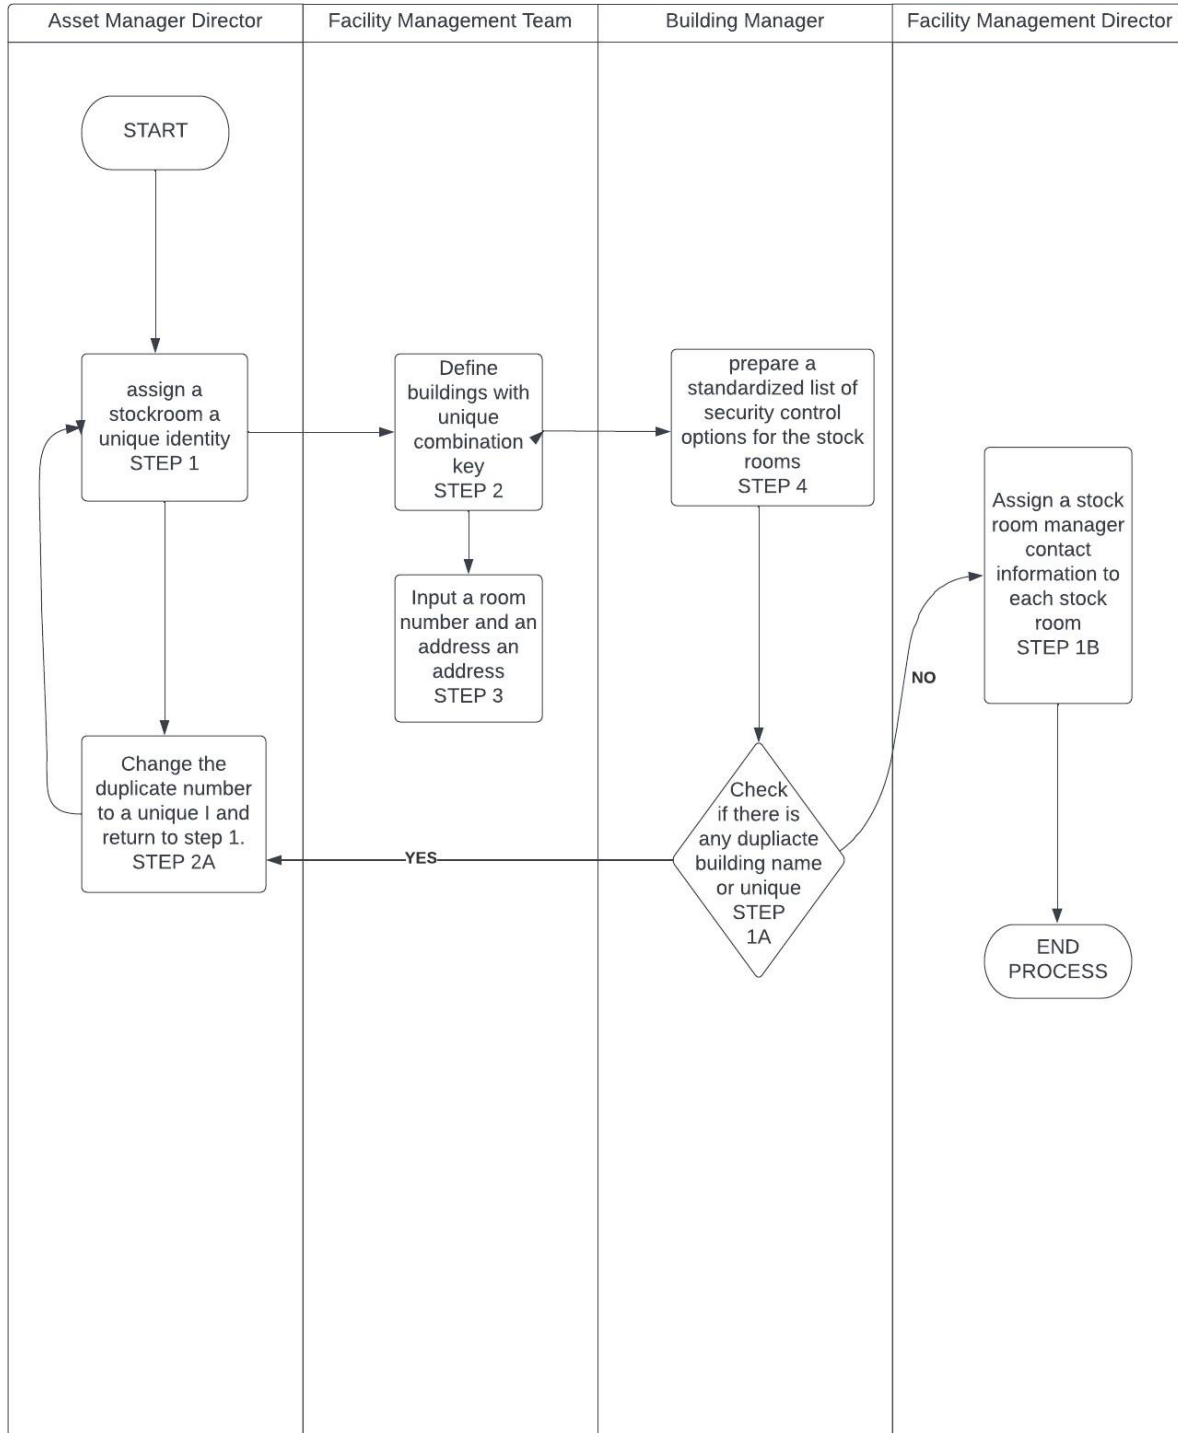 Asset Manager Director
Facility Management Team
Building Manager
Facility Management Director
START
assign a
stockroom a
unique identity
STEP 1
Define
buildings with
unique
combination
key
STEP 2
prepare a
standardized list of
security control
options for the stock
rooms
STEP 4
Assign a stock
room manager
contact
information to
each stock
room
STEP 1B
Input a room
number and an
address an
address
STEP 3
NO
Change the
duplicate number
to a unique I and
return to step 1.
STEP 2A
YES
Check
if there is
any dupliacte
building name
or unique
STEP
1A
END
PROCESS